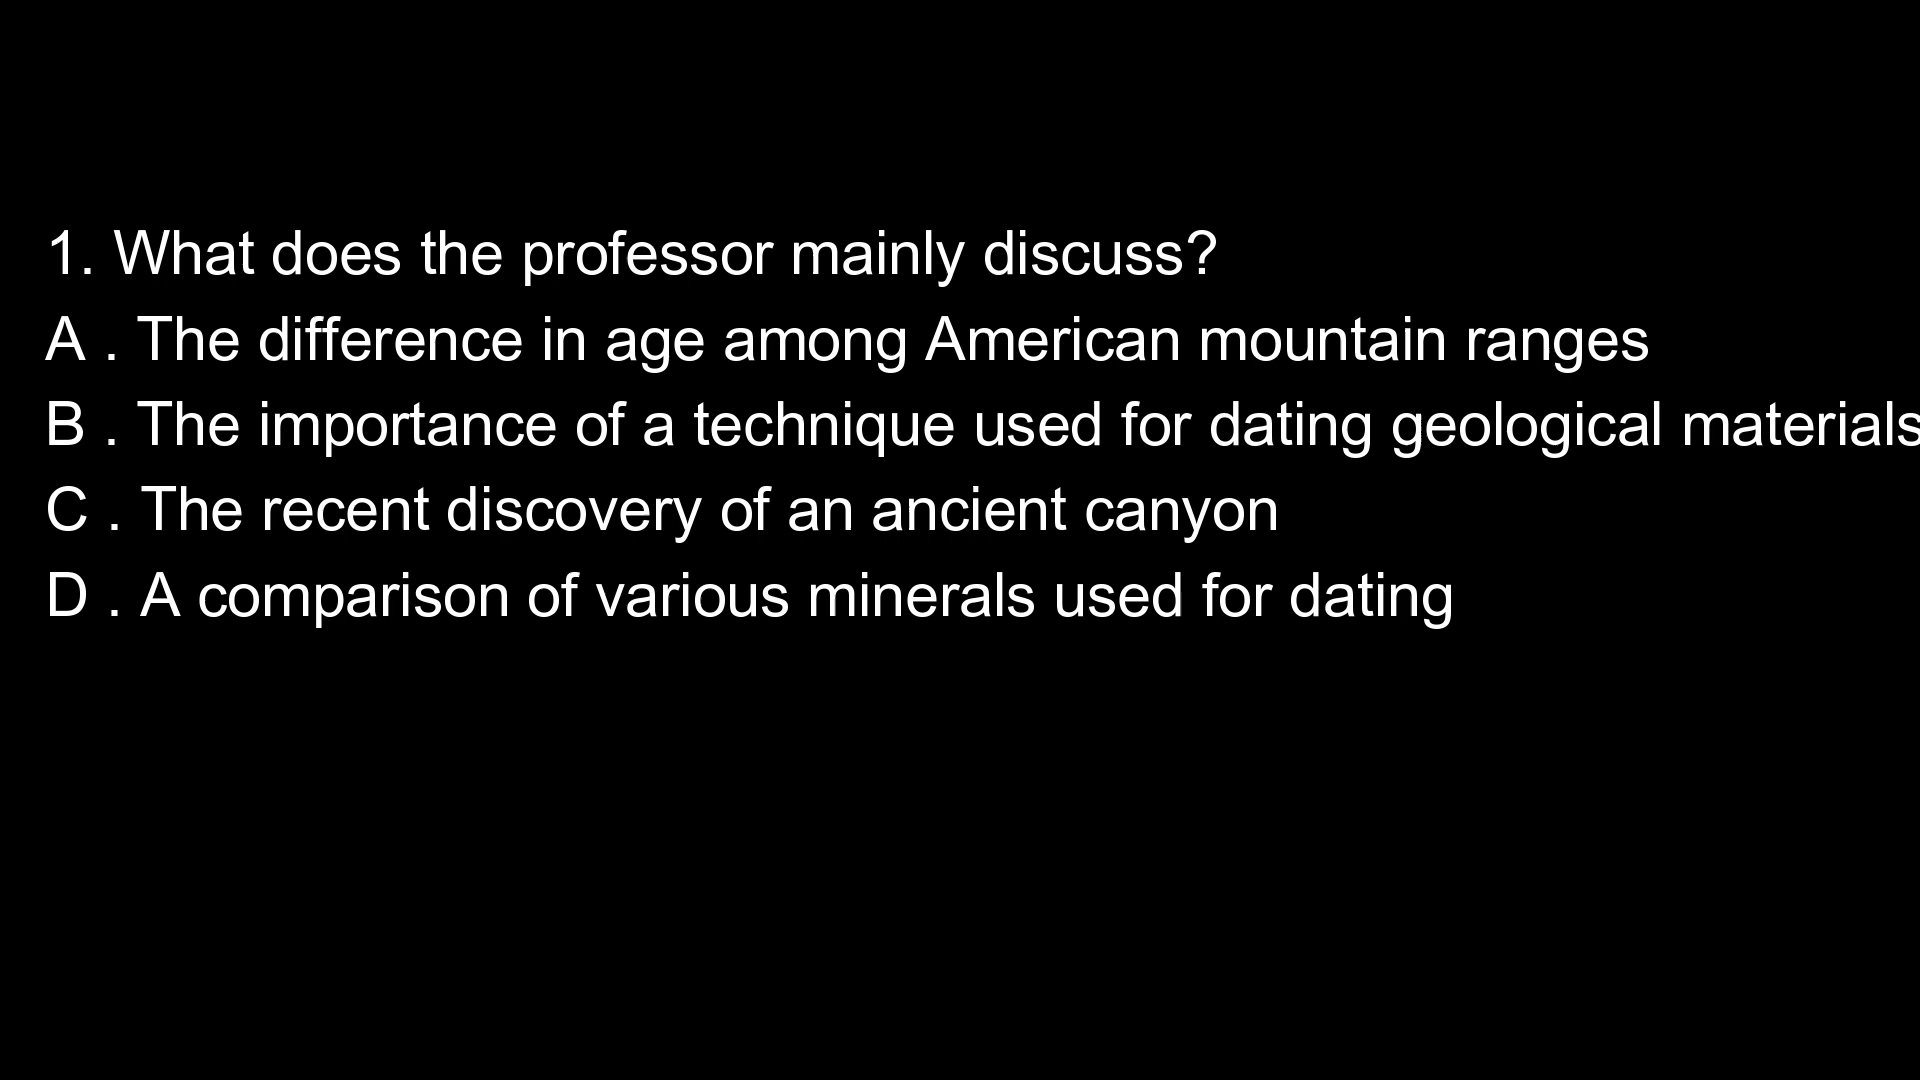 1. What does the professor mainly discuss?
A . The difference in age among American mountain ranges
B . The importance of a technique used for dating geological materials
C . The recent discovery of an ancient canyon
D . A comparison of various minerals used for dating